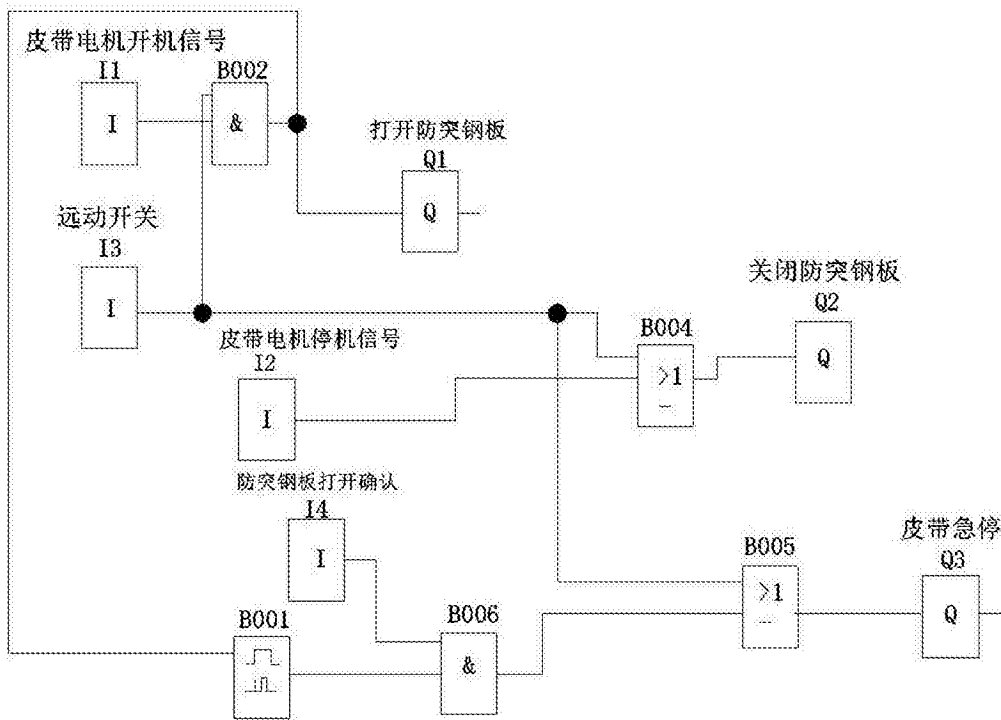 皮带电机开机信号
I1
B002
I
&
打开防突钢板
Q1
Q
远动开关
I3
I
关闭防突钢板
Q2
Q
皮带电机停机信号
I2
I
B004
>1
防突钢板打开确认
I4
I
B005
>1
皮带急停
Q3
Q
B001
B006
&